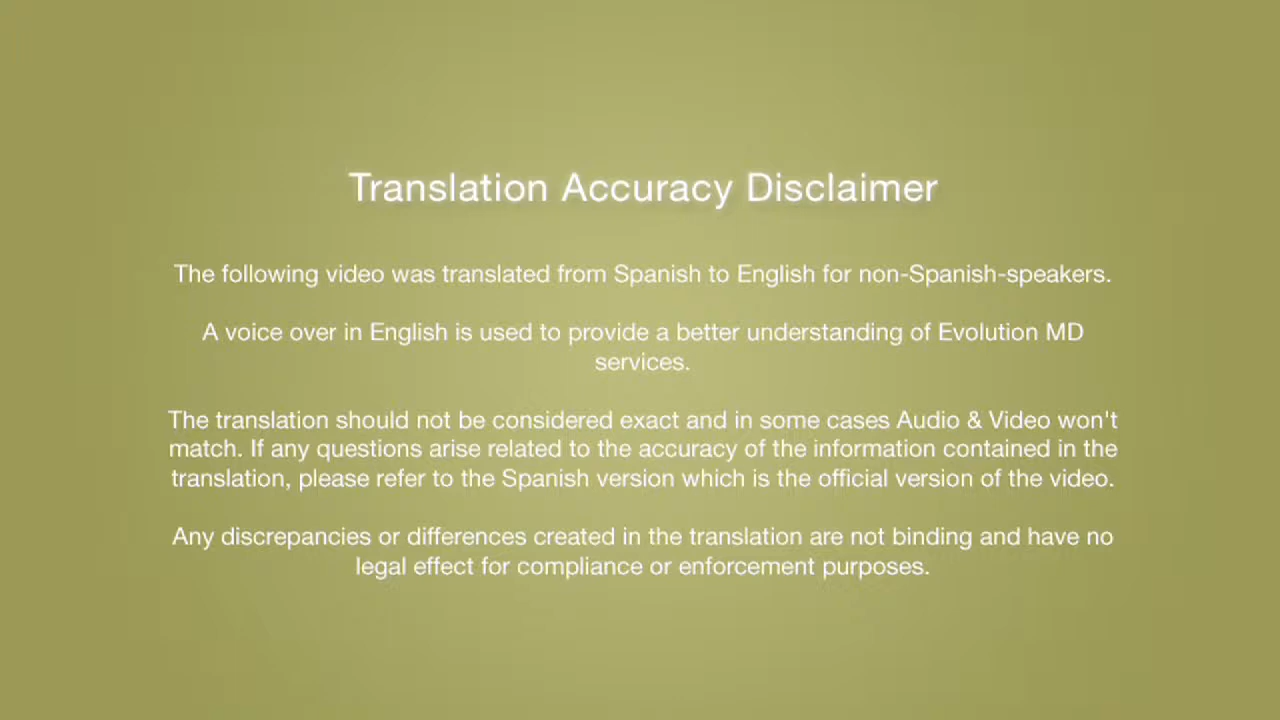 Translation Accuracy Disclaimer
The following video was translated from Spanish to English for non-Spanish-speakers.
A voice over in English is used to provide a better understanding of Evolution MD
services.
The translation should not be considered exact and in some cases Audio & Video won't
match. If any questions arise related to the accuracy of the information contained in the
translation, please refer to the Spanish version which is the official version of the video.
Any discrepancies or differences created in the translation are not binding and have no
legal effect for compliance or enforcement purposes.